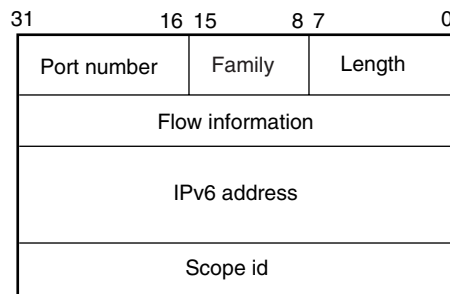 31 16 15 8 7 0
Port number Family Length
Flow information
IPv6 address
Scope id